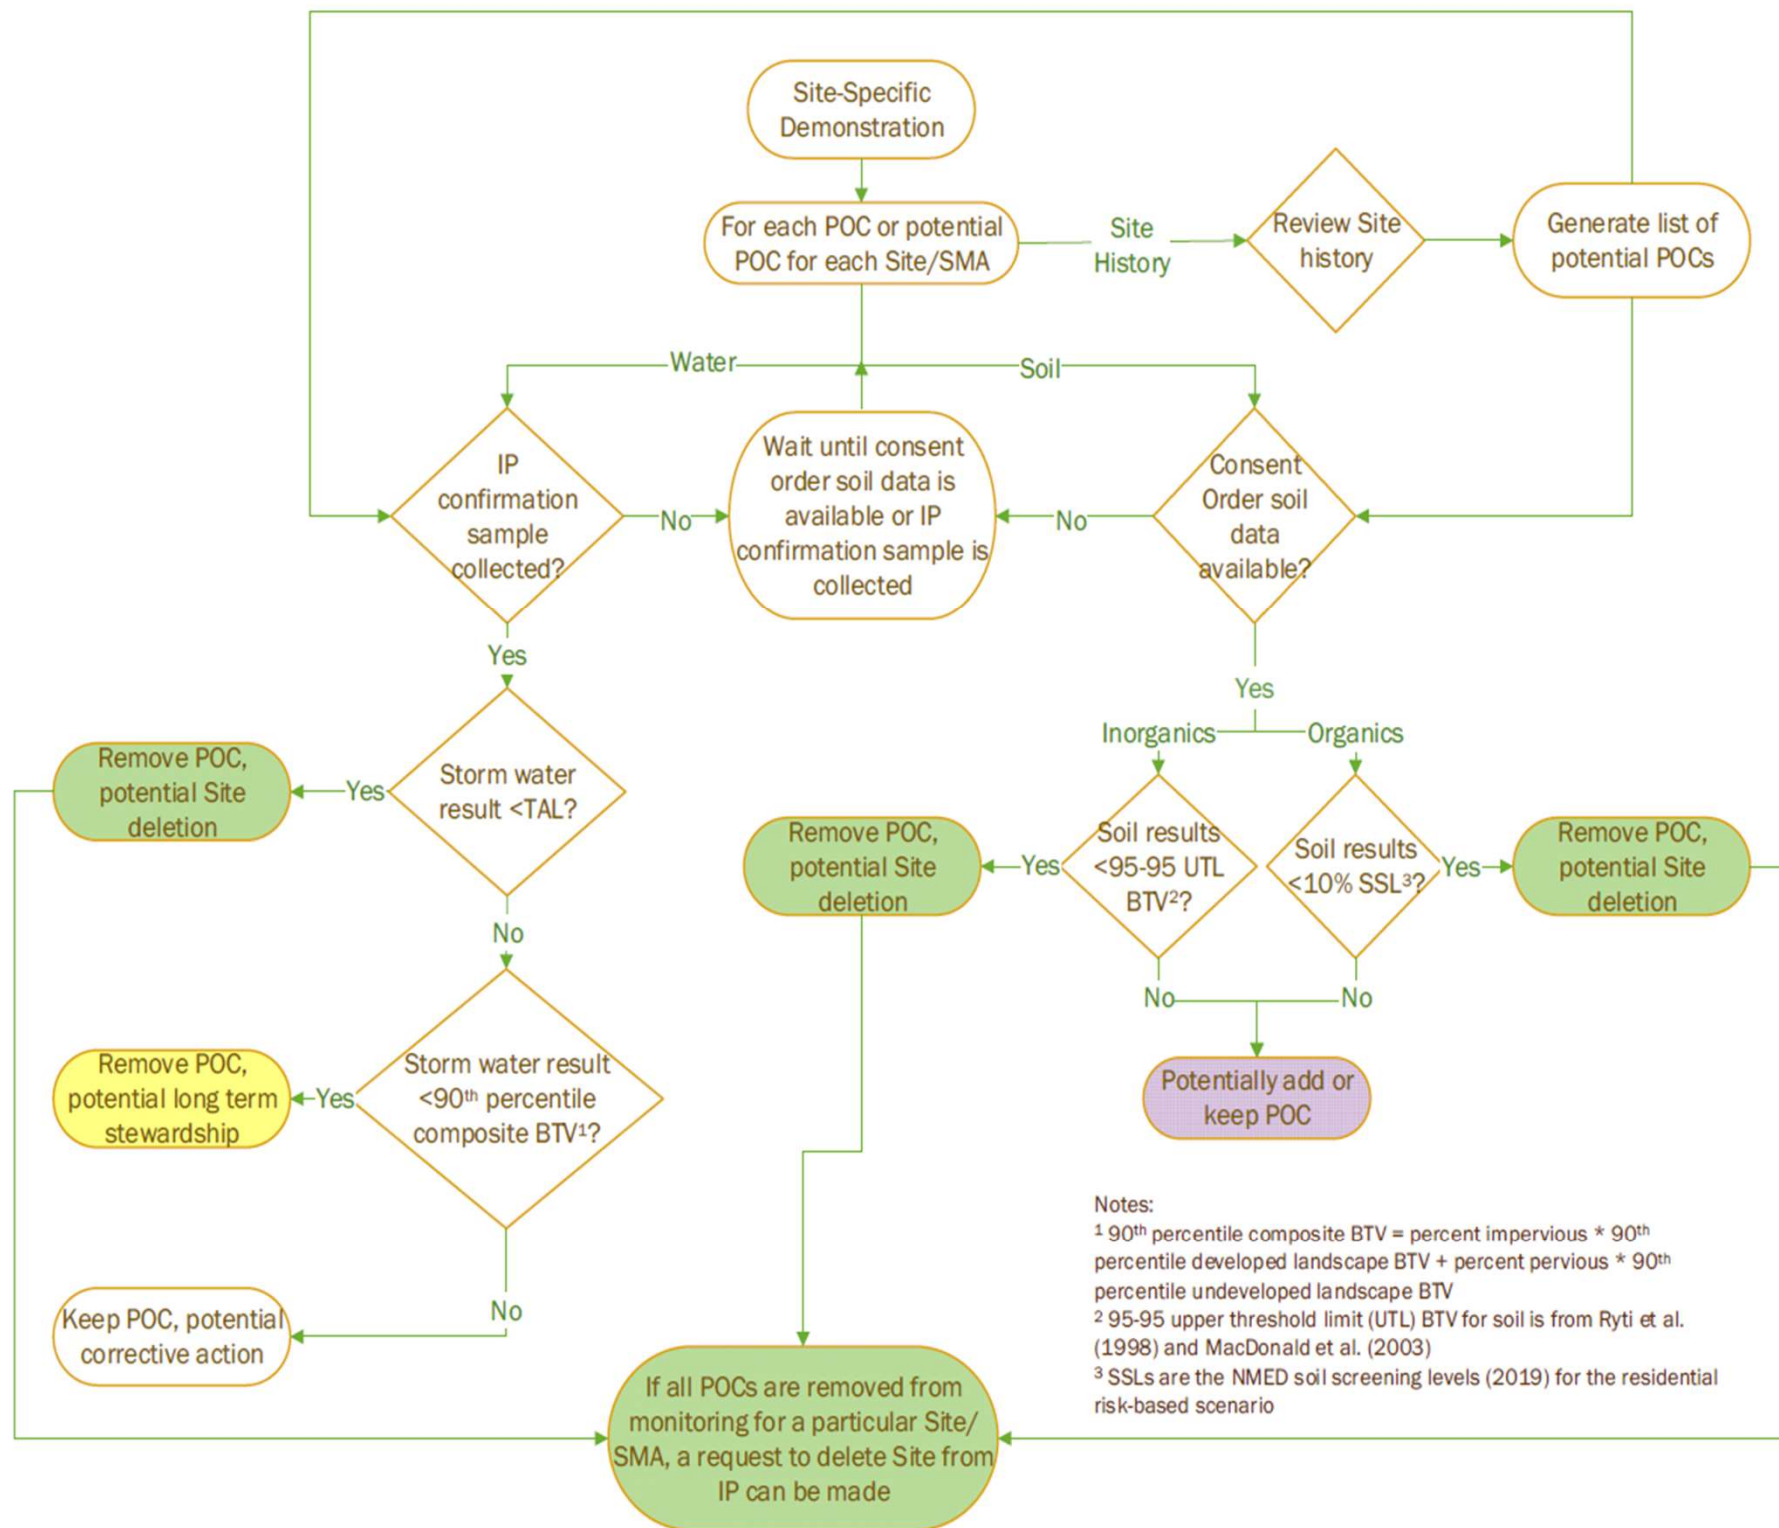 Site-Specific
Demonstration
For each POC or potential
POC for each Site/SMA
Site
History
Review Site
history
Generate list of
potential POCs
Water
Soil
IP
confirmation
sample
collected?
No
Wait until consent
order soil data is
available or IP
confirmation sample is
collected
No
Consent
Order soil
data
available?
Yes
Yes
Inorganics
Organics
Remove POC,
potential Site
deletion
Yes
Storm water
result <TAL?
Remove POC,
potential Site
deletion
Yes
Soil results
<95-95 UTL
BTV²?
Soil results
<10% SSL³?
Yes
Remove POC,
potential Site
deletion
No
No
No
Remove POC,
potential long term
stewardship
Yes
Storm water result
<90th percentile
composite BTV¹?
Potentially add or
keep POC
No
Keep POC, potential
corrective action
If all POCs are removed from
monitoring for a particular Site/
SMA, a request to delete Site from
IP can be made
Notes:
¹ 90th percentile composite BTV = percent impervious * 90th
percentile developed landscape BTV + percent pervious * 90th
percentile undeveloped landscape BTV
² 95-95 upper threshold limit (UTL) BTV for soil is from Ryti et al.
(1998) and MacDonald et al. (2003)
³ SSLs are the NMED soil screening levels (2019) for the residential
risk-based scenario